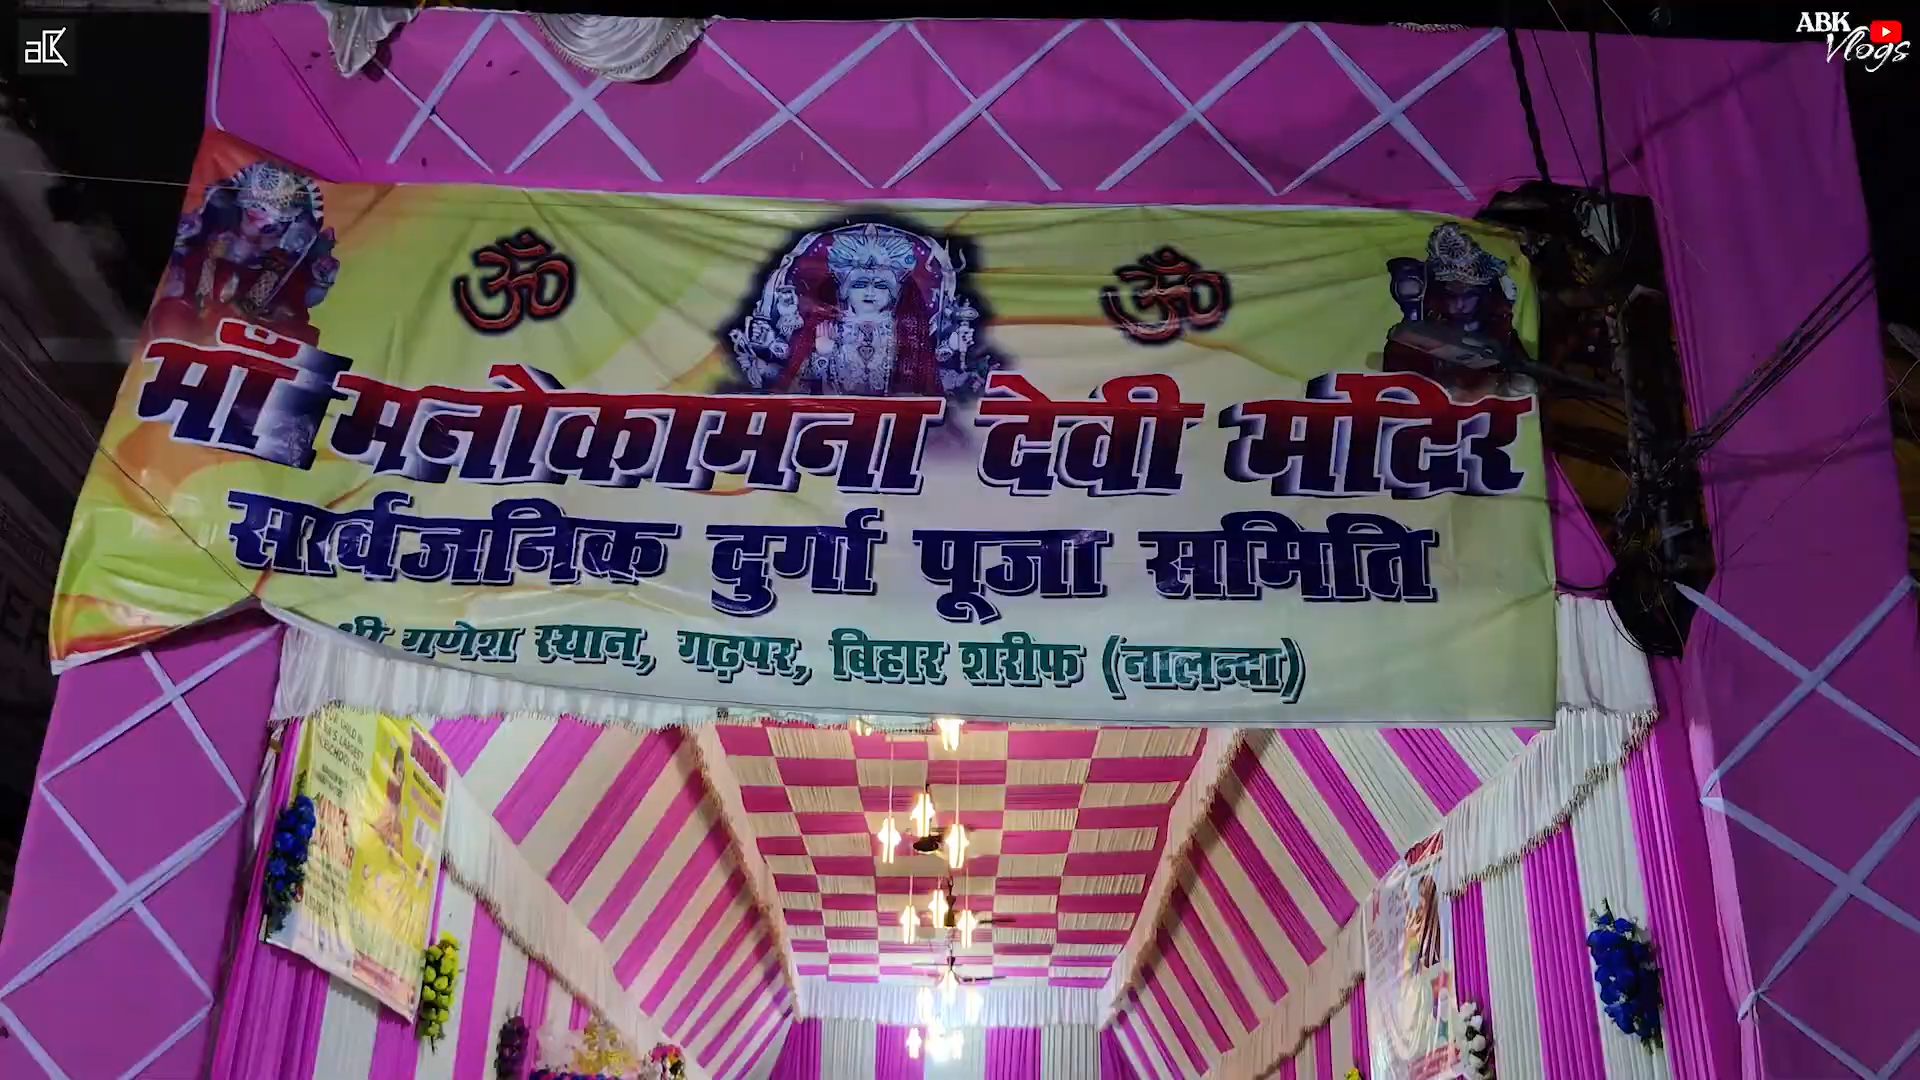 ABK
Vlogs
ॐ ॐ
माँ मनोकामना देवी मंदिर
सार्वजनिक दुर्गा पूजा समिति
श्री गणेश स्थान, गढ़पर, बिहार शरीफ (नालन्दा)